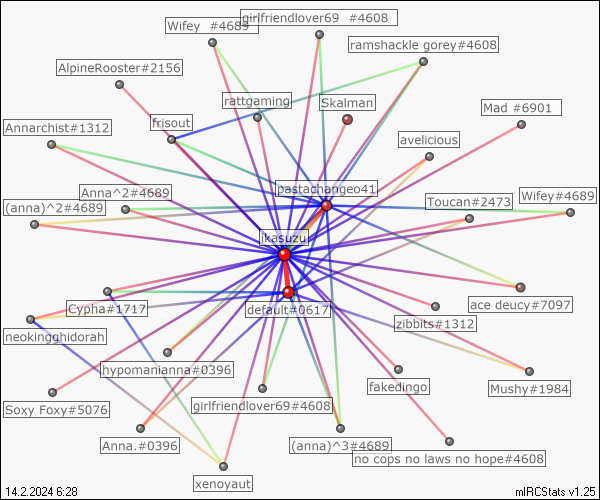 Wifey  #4689
girlfriendlover69  #4608
ramshackle gorey#4608
AlpineRooster#2156
rattgaming
Skalman
Mad #6901
Annarchist#1312
frisout
avelicious
pastachangeo41
Anna^2#4689
(anna)^2#4689
Toucan#2473
Wifey#4689
ikasuzu
Cypha#1717
default#0617
ace deucy#7097
zibbits#1312
neokingghidorah
hypomanianna#0396
fakedingo
Mushy#1984
Soxy Foxy#5076
girlfriendlover69#4608
Anna.#0396
(anna)^3#4689
no cops no laws no hope#4608
xenoyaut
14.2.2024 6:28
mIRCStats v1.25